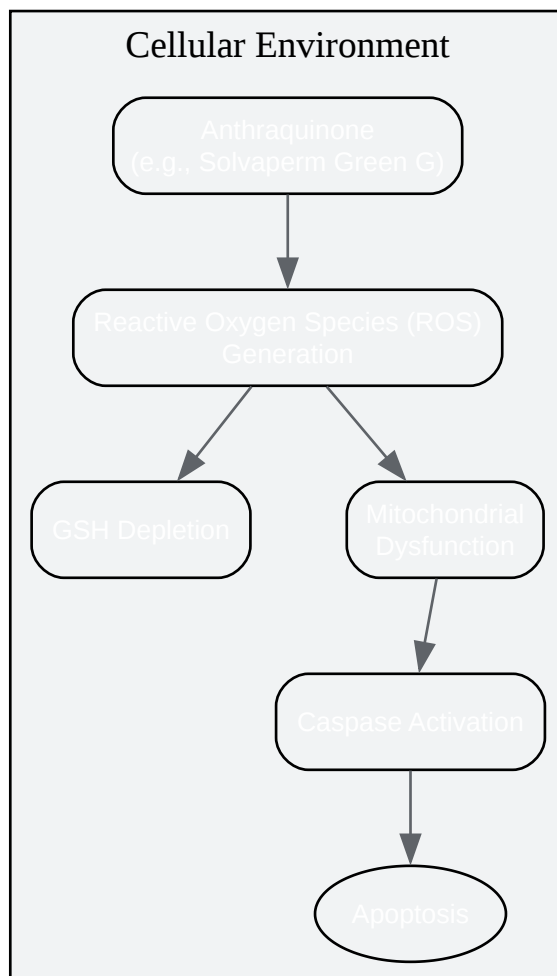 Cellular Environment
Anthraquinone
(e.g., Solvaperm Green G)
Reactive Oxygen Species (ROS)
Generation
GSH Depletion
Mitochondrial
Dysfunction
Caspase Activation
Apoptosis